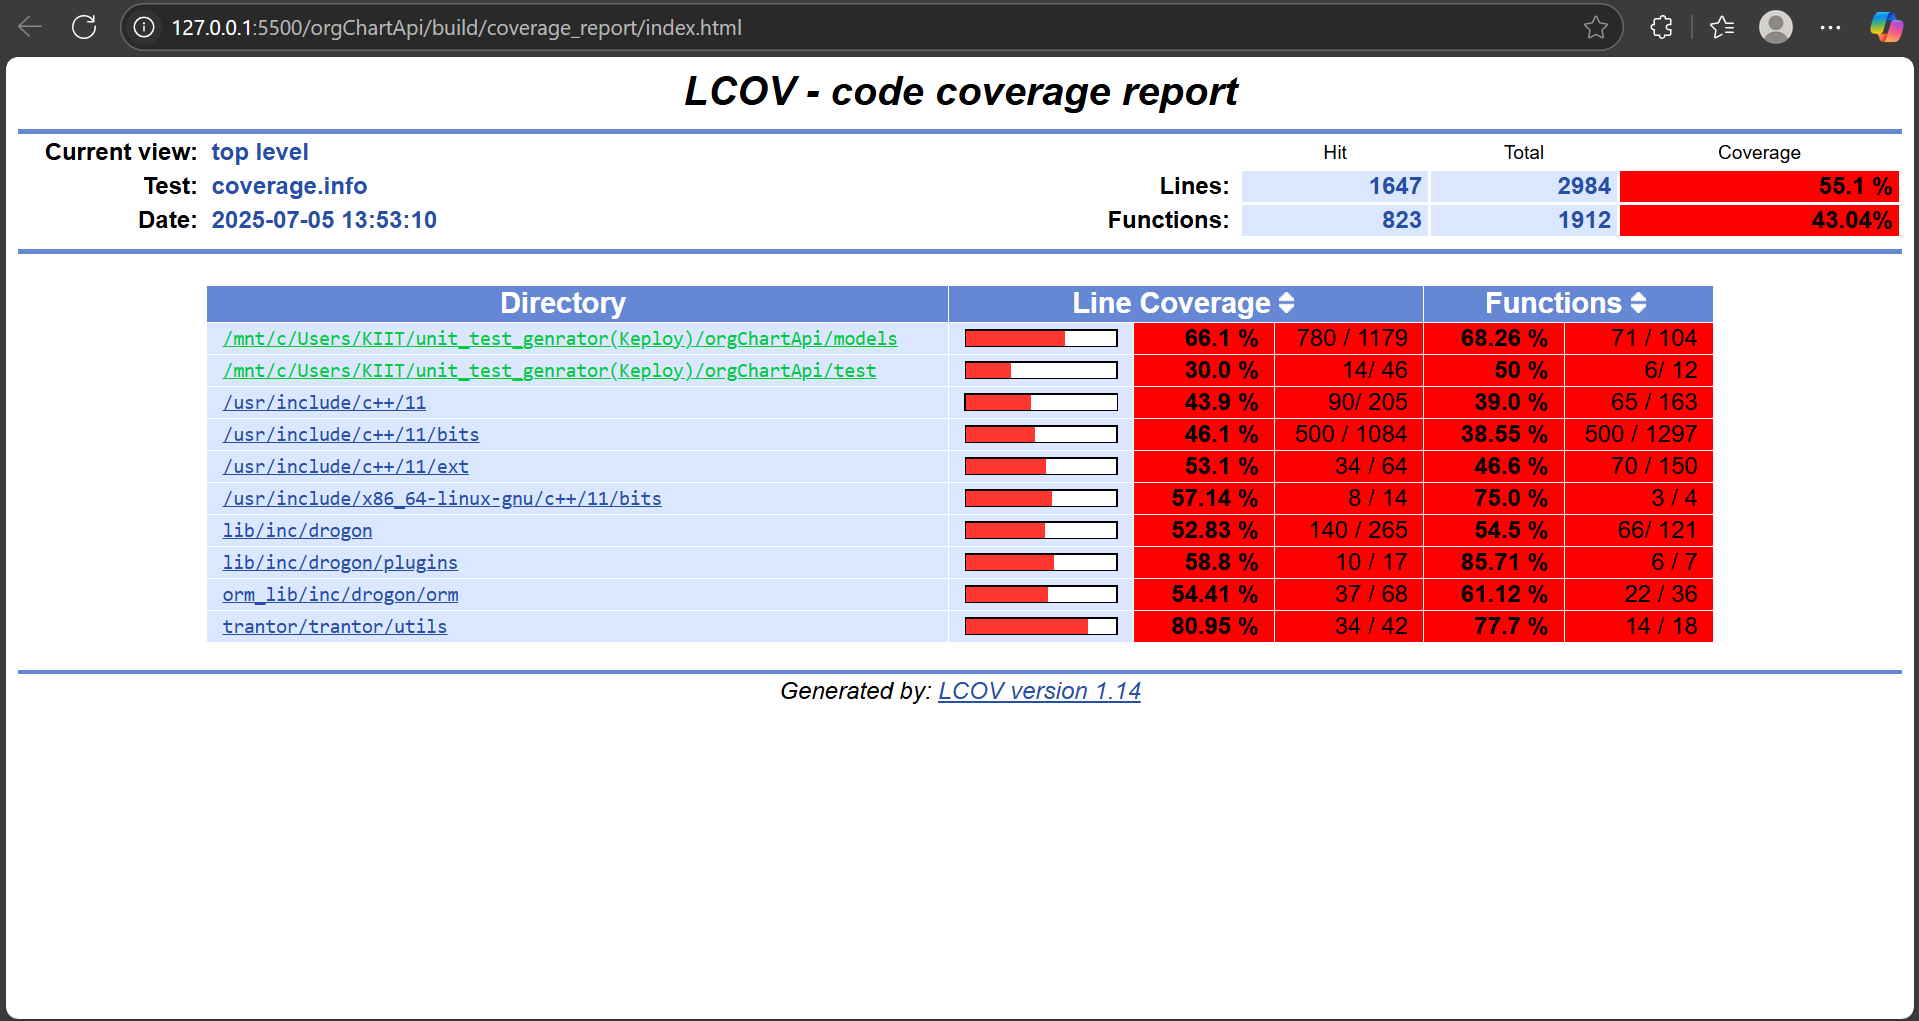 127.0.0.1:5500/orgChartApi/build/coverage_report/index.html
LCOV - code coverage report
Current view: top level Hit Total Coverage
Test: coverage.info Lines: 1647 2984 55.1 %
Date: 2025-07-05 13:53:10 Functions: 823 1912 43.04%
Directory Line Coverage Functions
/mnt/c/Users/KIIT/unit_test_genrator(Keploy)/orgChartApi/models 66.1 % 780 / 1179 68.26 % 71 / 104
/mnt/c/Users/KIIT/unit_test_genrator(Keploy)/orgChartApi/test 30.0 % 14/ 46 50 % 6/ 12
/usr/include/c++/11 43.9 % 90/ 205 39.0 % 65 / 163
/usr/include/c++/11/bits 46.1 % 500 / 1084 38.55 % 500 / 1297
/usr/include/c++/11/ext 53.1 % 34 / 64 46.6 % 70 / 150
/usr/include/x86_64-linux-gnu/c++/11/bits 57.14 % 8 / 14 75.0 % 3 / 4
lib/inc/drogon 52.83 % 140 / 265 54.5 % 66/ 121
lib/inc/drogon/plugins 58.8 % 10 / 17 85.71 % 6 / 7
orm_lib/inc/drogon/orm 54.41 % 37 / 68 61.12 % 22 / 36
trantor/trantor/utils 80.95 % 34 / 42 77.7 % 14 / 18
Generated by: LCOV version 1.14